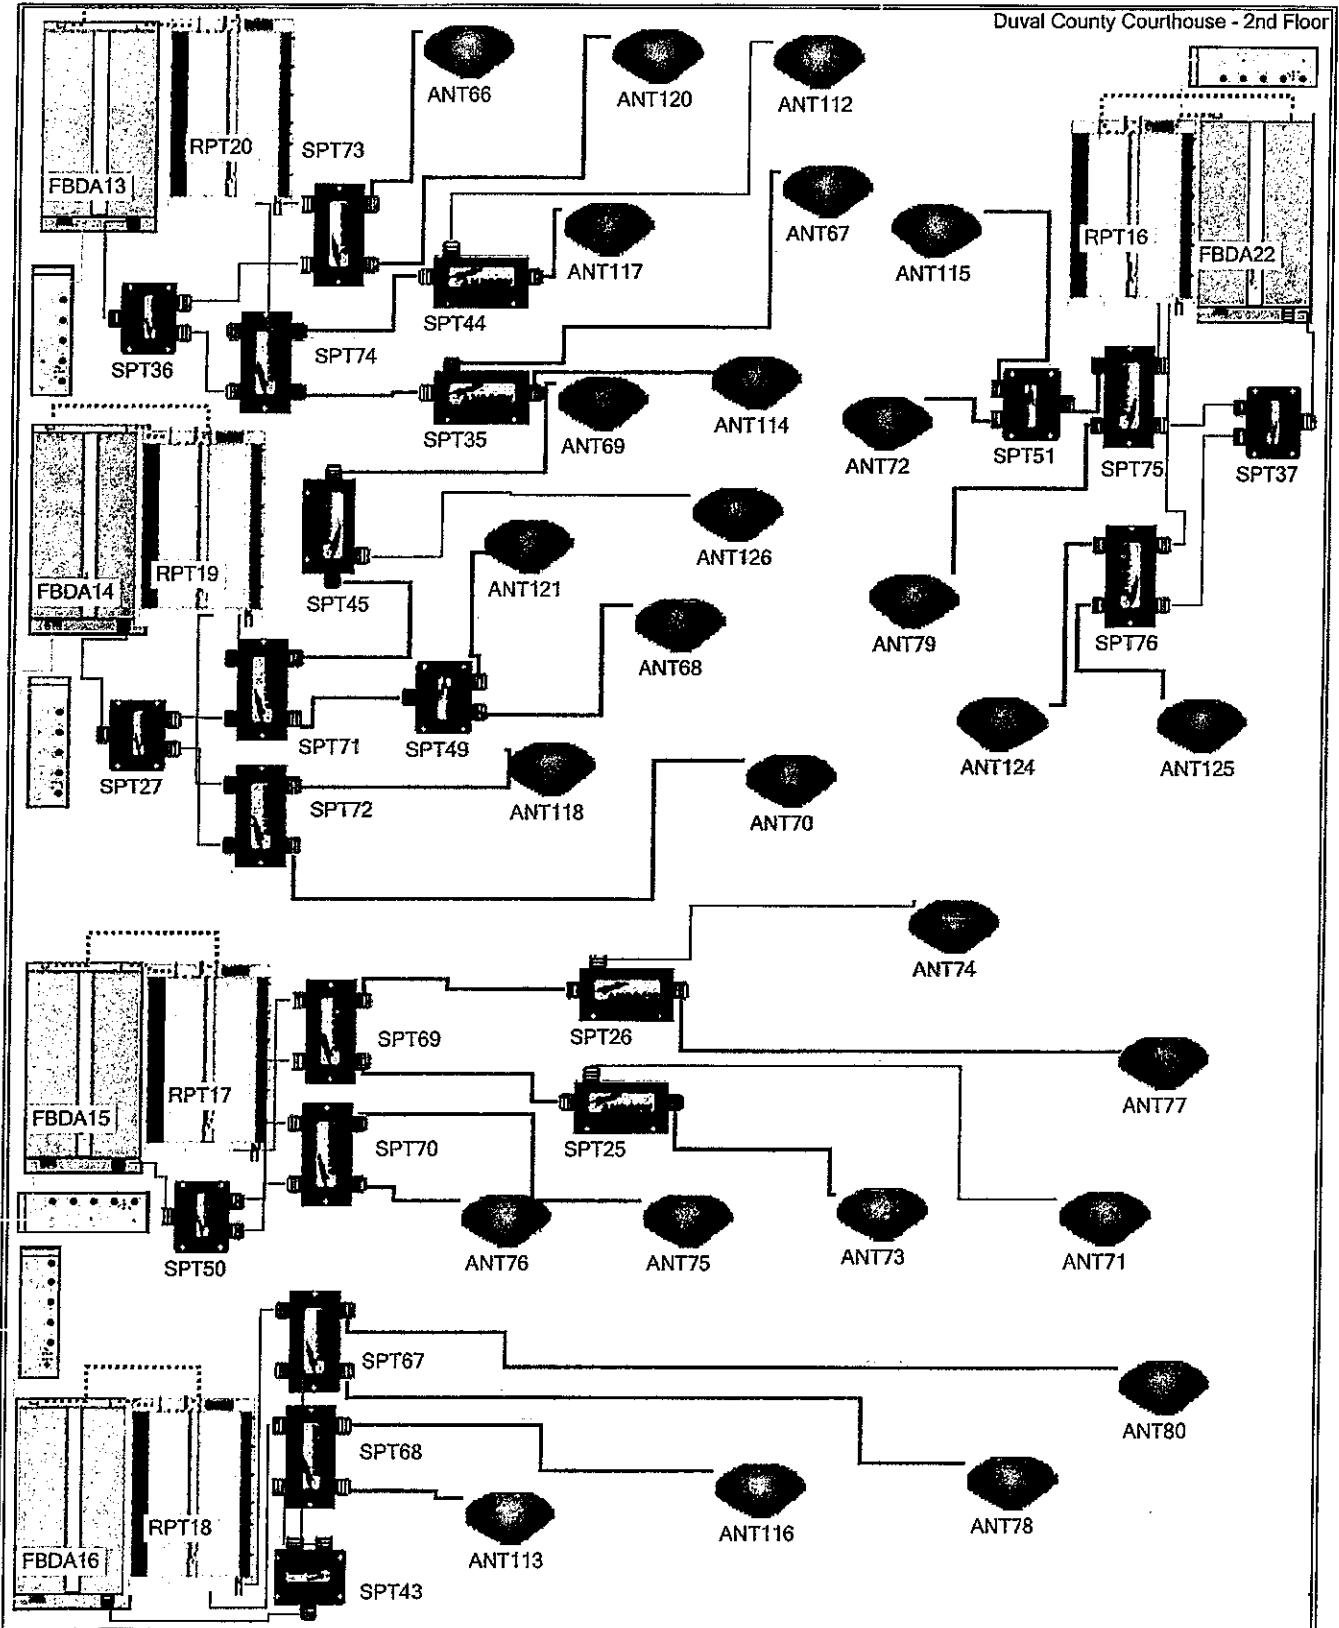 Duval County Courthouse - 2nd Floor
ANT66
ANT120
ANT112
RPT20
SPT73
FBDA13
ANT67
ANT115
RPT16
FBDA22
ANT117
SPT44
SPT74
SPT36
SPT35
ANT69
ANT114
ANT72
SPT51
SPT75
SPT37
ANT126
RPT19
FBDA14
SPT45
ANT121
ANT68
ANT79
SPT76
SPT71
SPT49
SPT27
SPT72
ANT118
ANT70
ANT124
ANT125
ANT74
SPT69
SPT26
RPT17
FBDA15
ANT77
SPT70
SPT25
SPT50
ANT76
ANT75
ANT73
ANT71
SPT67
ANT80
SPT68
RPT18
ANT116
ANT78
FBDA16
ANT113
SPT43